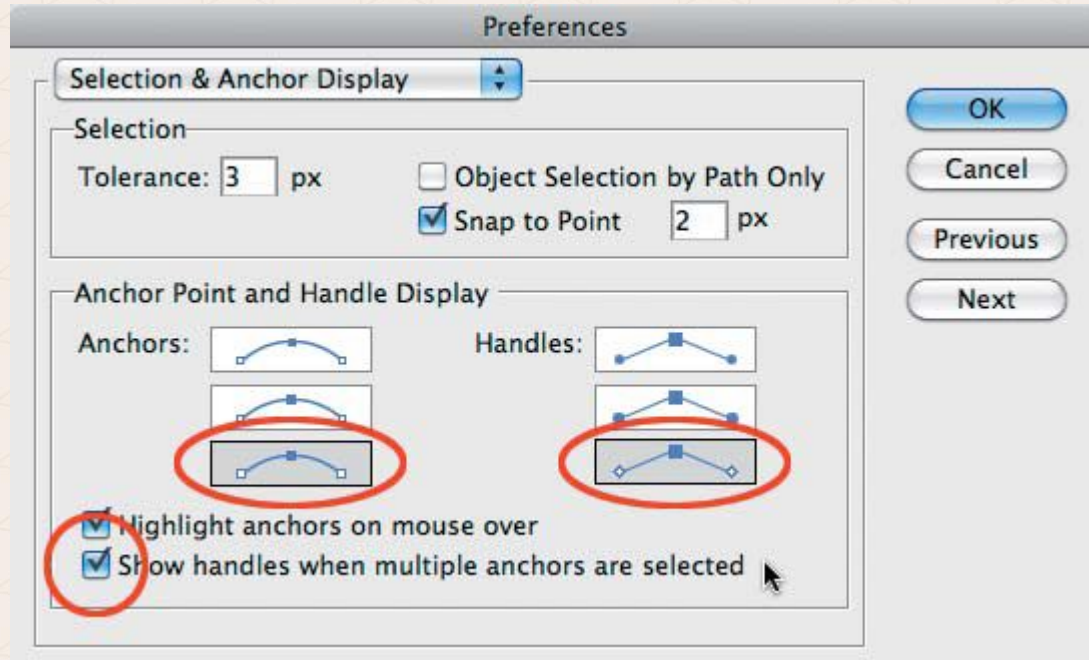 Preferences
Selection & Anchor Display
OK
Selection
Tolerance: 3 px
Object Selection by Path Only
Cancel
Snap to Point 2 px
Previous
Anchor Point and Handle Display
Next
Anchors:
Handles:
Highlight anchors on mouse over
Show handles when multiple anchors are selected